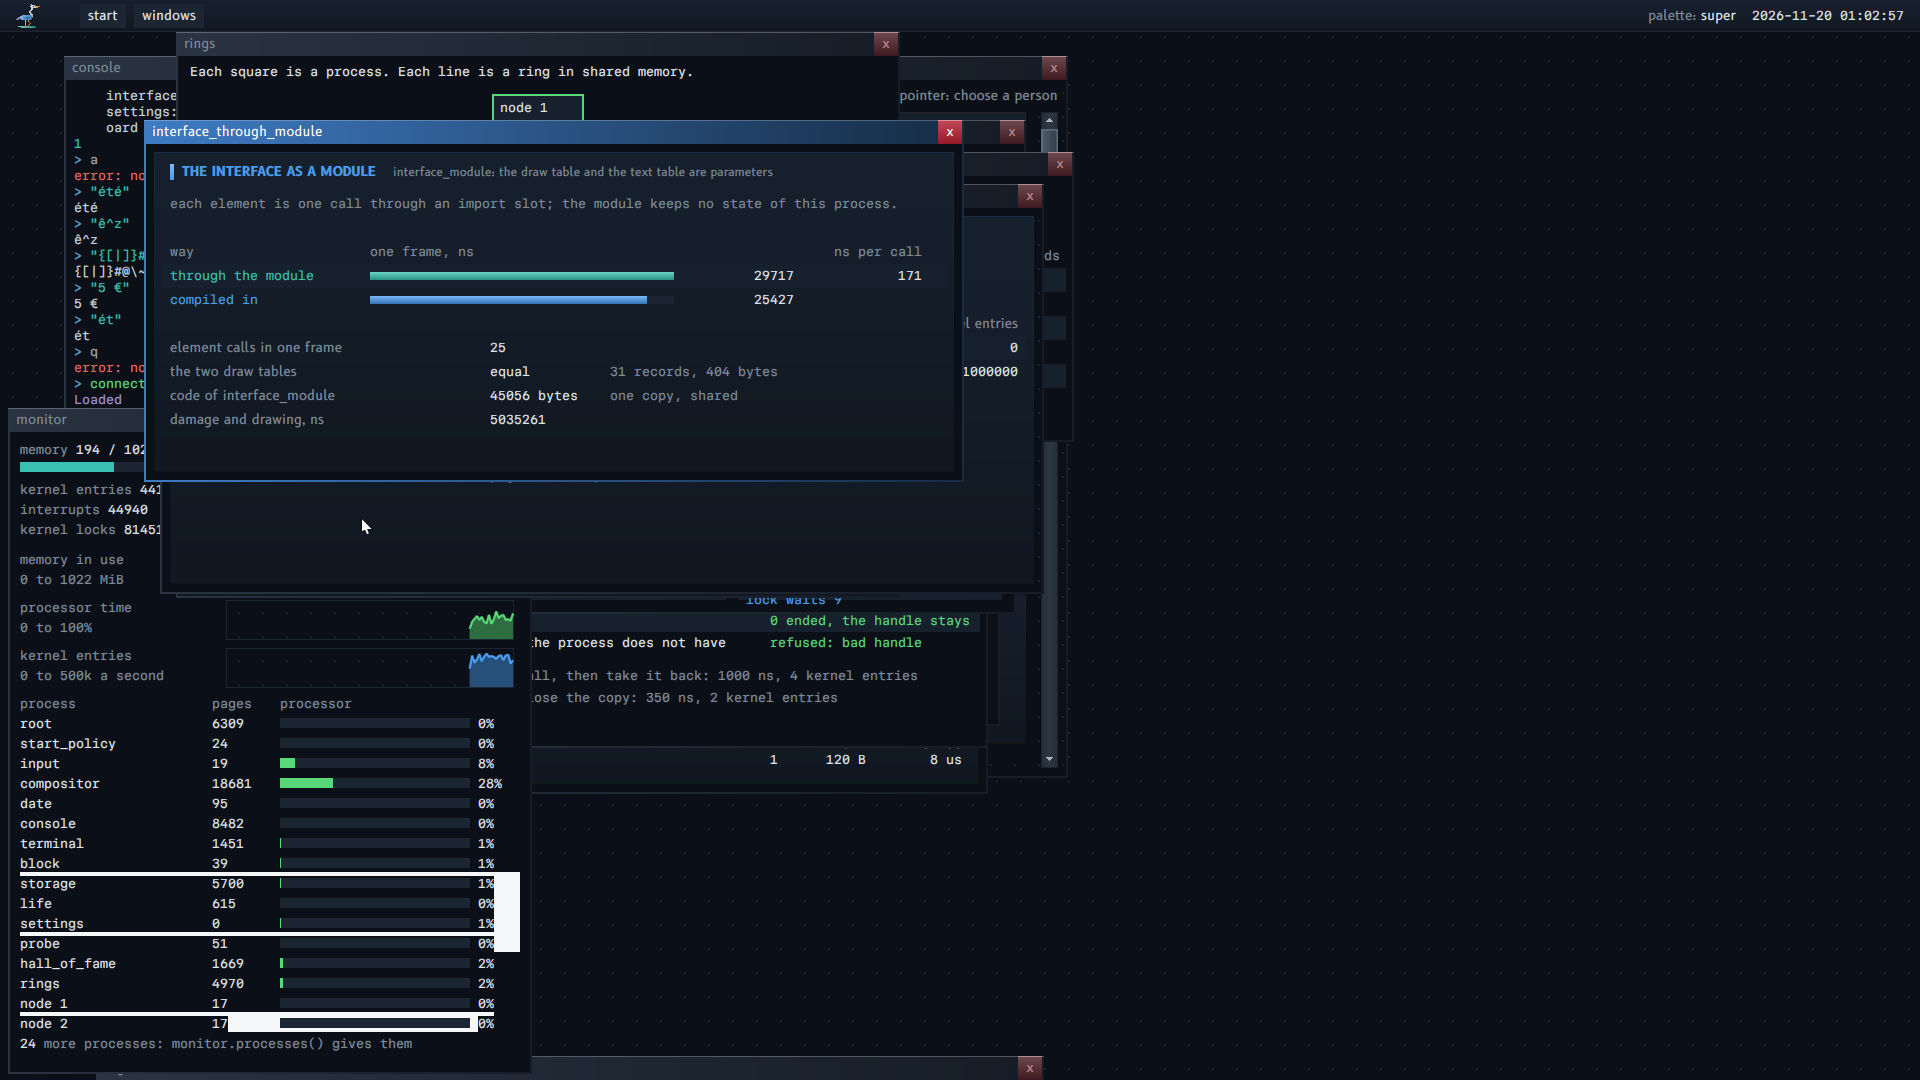 start windows palette: super 2026-11-20 01:02:57
rings x
Each square is a process. Each line is a ring in shared memory.
node 1
console x
pointer: choose a person
interface
settings:
oard
1
> a
error: no
> "été"
été
> "ê^z"
ê^z
> "{[|]}#
{[|]}#@\~
> "5 €"
5 €
> "ét"
ét
> q
error: no
> connect
Loaded
interface_through_module x
x
x
x
THE INTERFACE AS A MODULE interface_module: the draw table and the text table are parameters
each element is one call through an import slot; the module keeps no state of this process.
way one frame, ns ns per call
through the module 29717 171
compiled in 25427
element calls in one frame 25
the two draw tables equal 31 records, 404 bytes
code of interface_module 45056 bytes one copy, shared
damage and drawing, ns 5035261
ds
entries
0
1000000
monitor
memory 194 / 102
kernel entries 441
interrupts 44940
kernel locks 81451
memory in use
0 to 1022 MiB
processor time
0 to 100%
kernel entries
0 to 500k a second
process pages processor
root 6309 0%
start_policy 24 0%
input 19 8%
compositor 18681 28%
date 95 0%
console 8482 0%
terminal 1451 1%
block 39 1%
storage 5700 1%
life 615 0%
settings 0 1%
probe 51 0%
hall_of_fame 1669 2%
rings 4970 2%
node 1 17 0%
node 2 17 0%
24 more processes: monitor.processes() gives them
lock waits 9
0 ended, the handle stays
the process does not have refused: bad handle
all, then take it back: 1000 ns, 4 kernel entries
lose the copy: 350 ns, 2 kernel entries
1 120 B 8 us
x